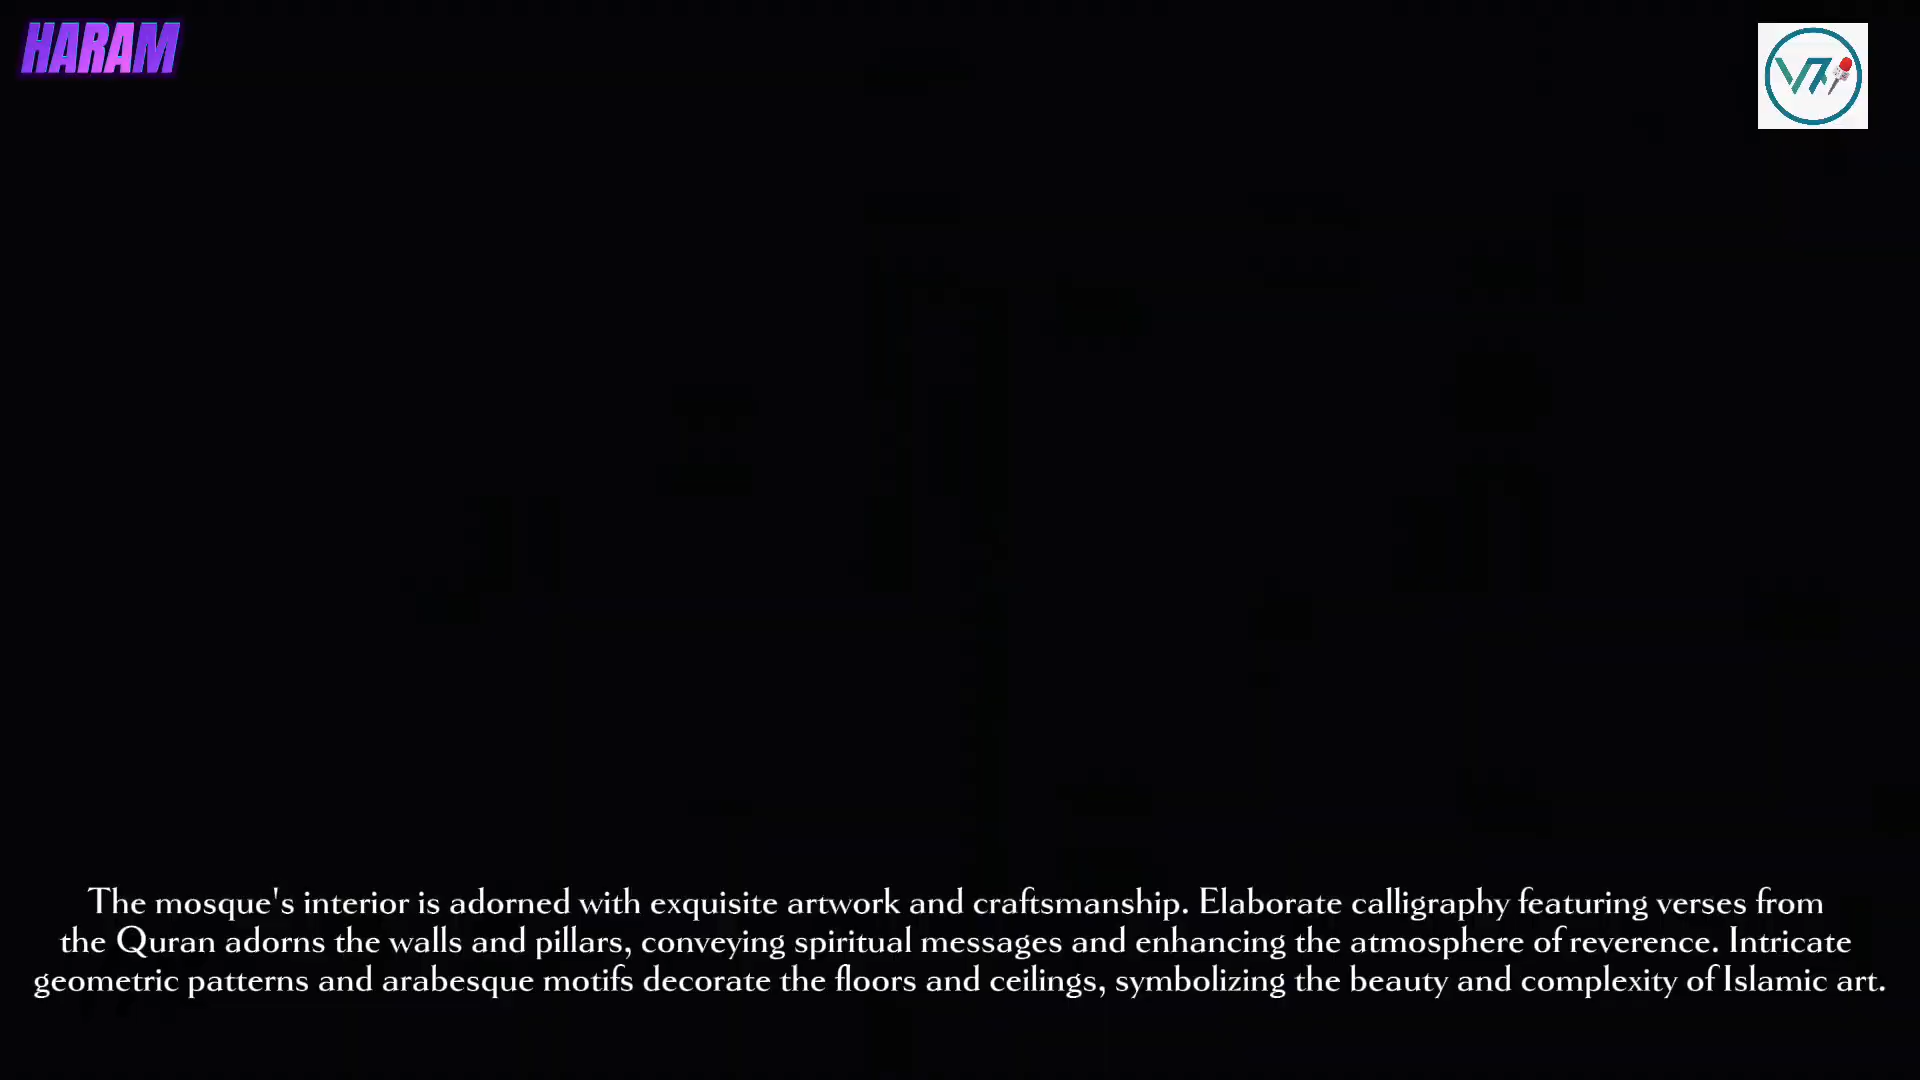 HARAM
The mosque's interior is adorned with exquisite artwork and craftsmanship. Elaborate calligraphy featuring verses from
the Quran adorns the walls and pillars, conveying spiritual messages and enhancing the atmosphere of reverence. Intricate
geometric patterns and arabesque motifs decorate the floors and ceilings, symbolizing the beauty and complexity of Islamic art.